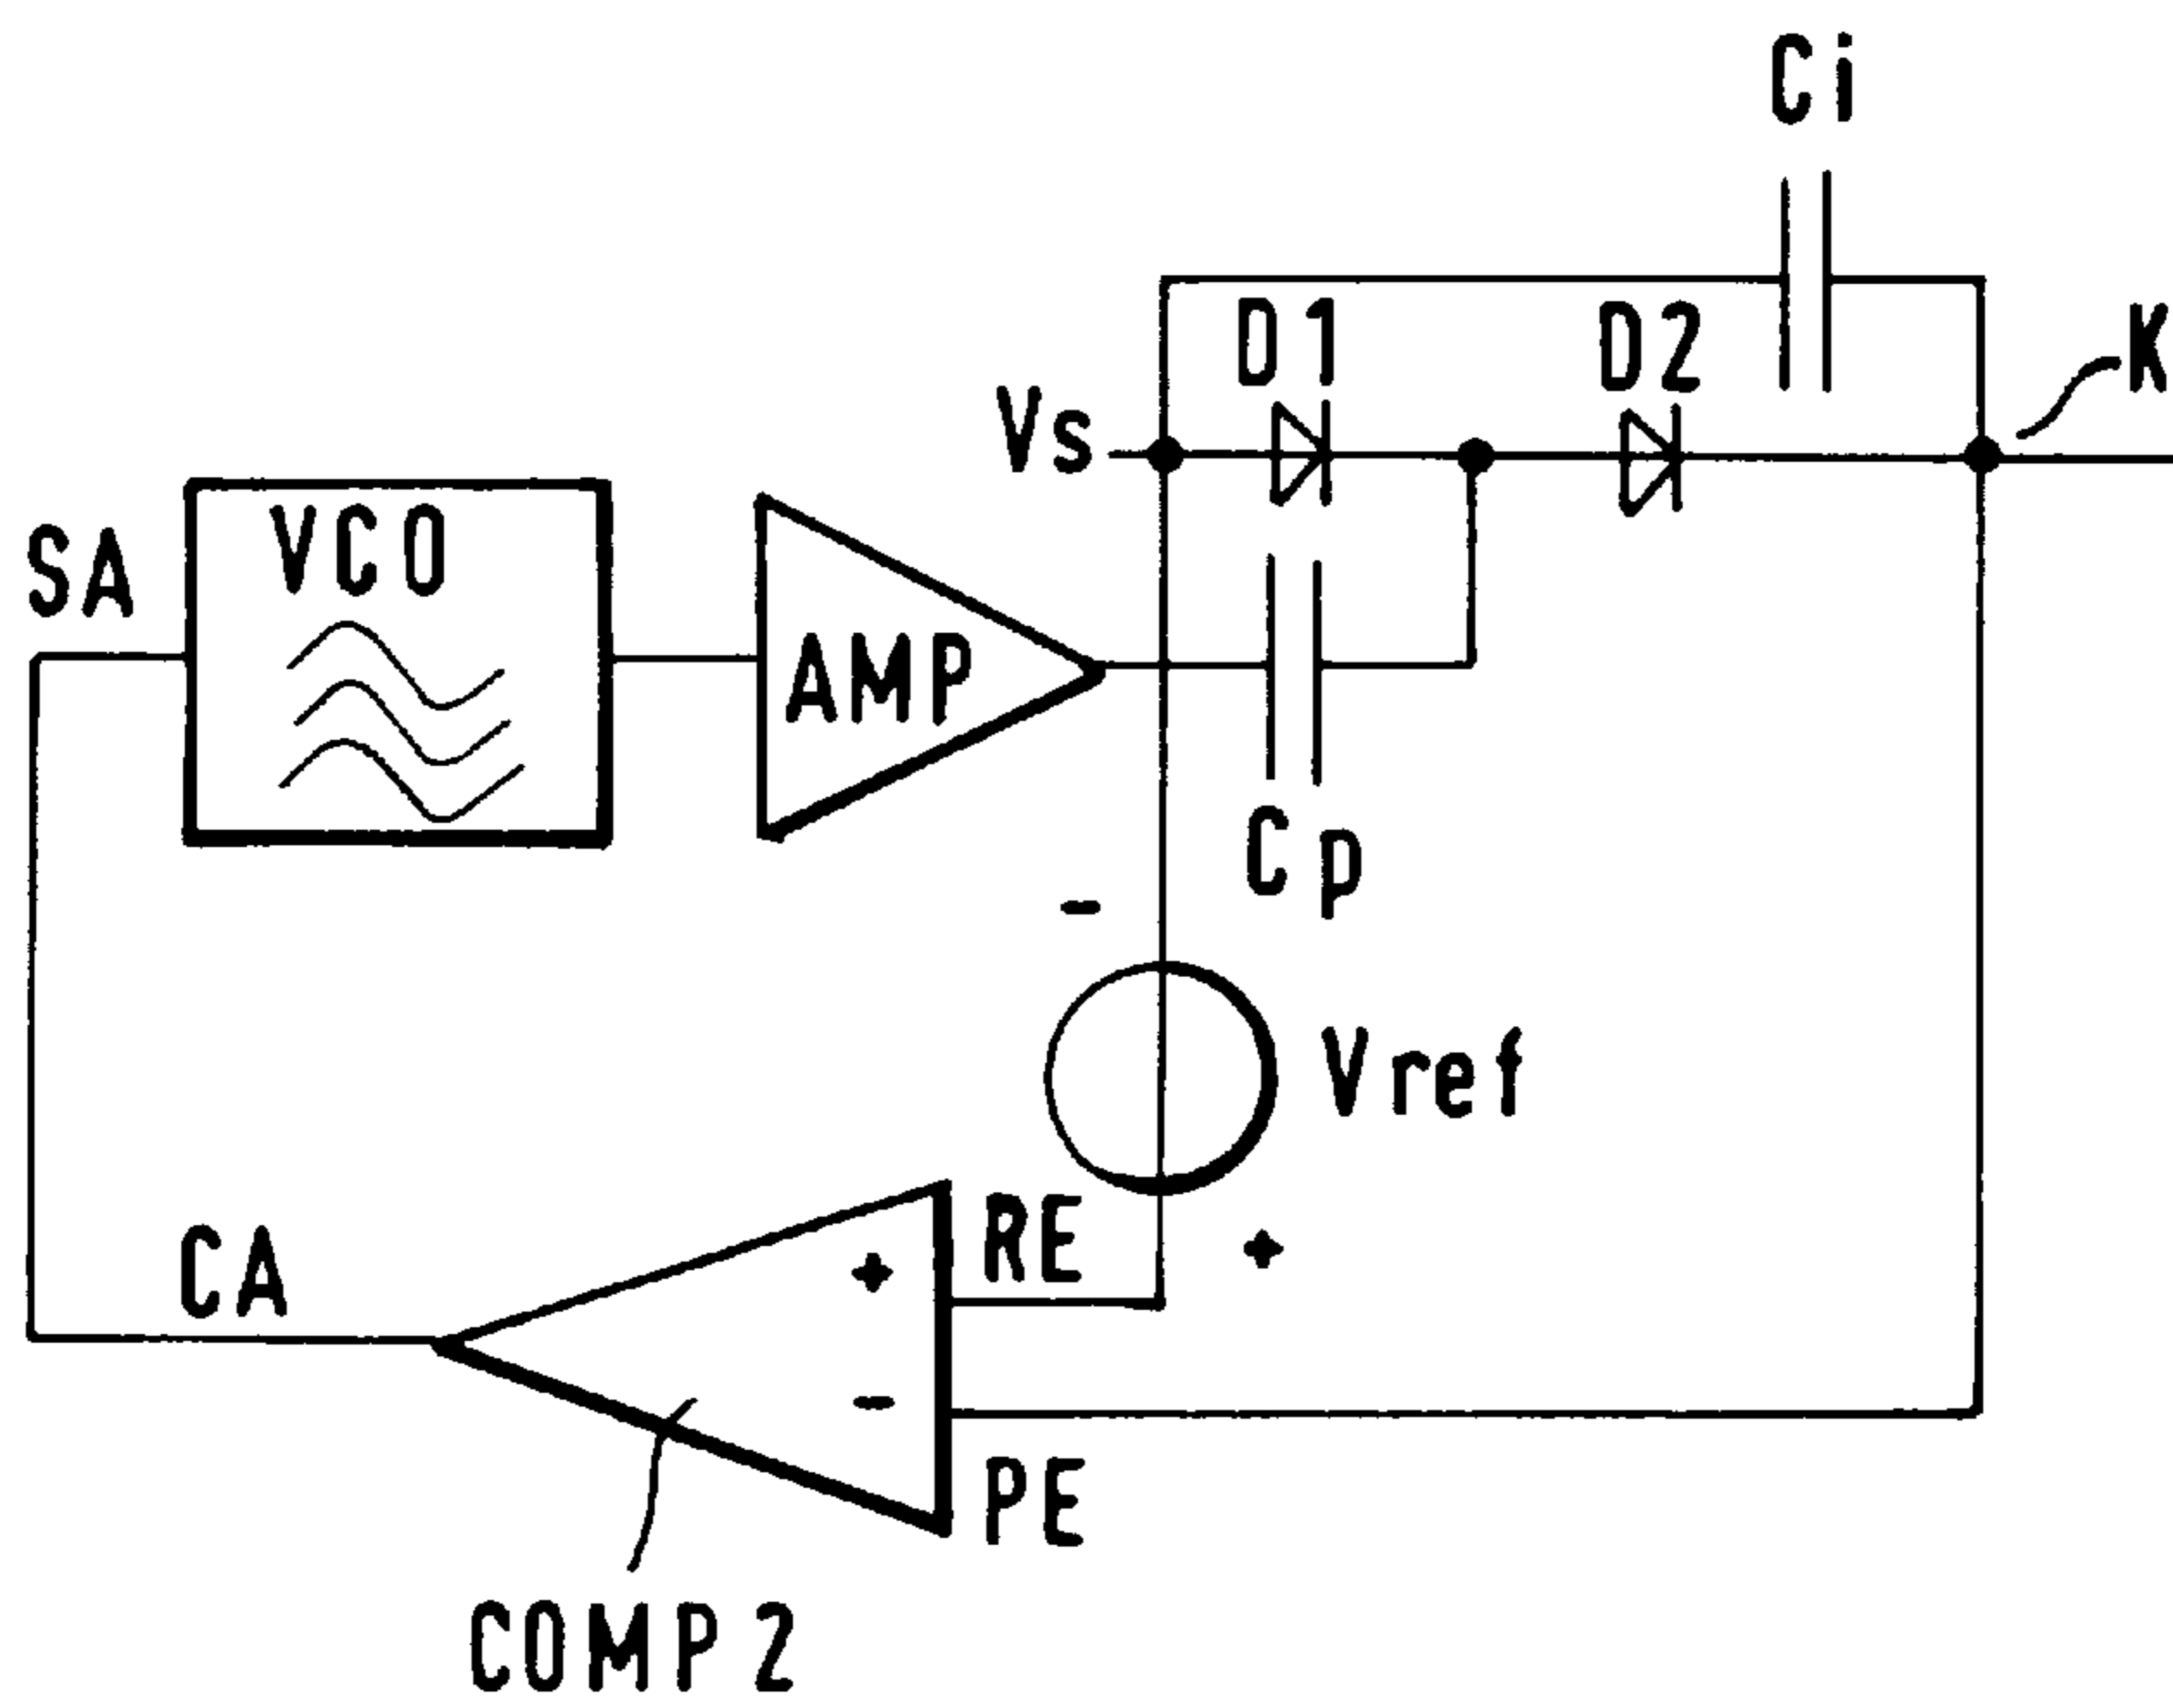 Ci
D1
D2
K
Vs
VCO
SA
AMP
Cp
-
Vref
RE
+
+
CA
-
PE
COMP2